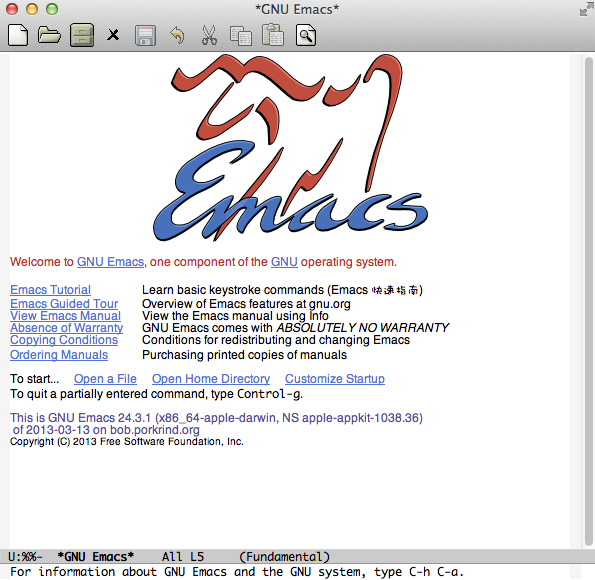 *GNU Emacs*
Emacs
Welcome to GNU Emacs, one component of the GNU operating system.
Emacs Tutorial Learn basic keystroke commands (Emacs 快速指南)
Emacs Guided Tour Overview of Emacs features at gnu.org
View Emacs Manual View the Emacs manual using Info
Absence of Warranty GNU Emacs comes with ABSOLUTELY NO WARRANTY
Copying Conditions Conditions for redistributing and changing Emacs
Ordering Manuals Purchasing printed copies of manuals
To start... Open a File Open Home Directory Customize Startup
To quit a partially entered command, type Control-g.
This is GNU Emacs 24.3.1 (x86_64-apple-darwin, NS apple-appkit-1038.36)
of 2013-03-13 on bob.porkrind.org
Copyright (C) 2013 Free Software Foundation, Inc.
U:%%- *GNU Emacs* All L5 (Fundamental)
For information about GNU Emacs and the GNU system, type C-h C-a.